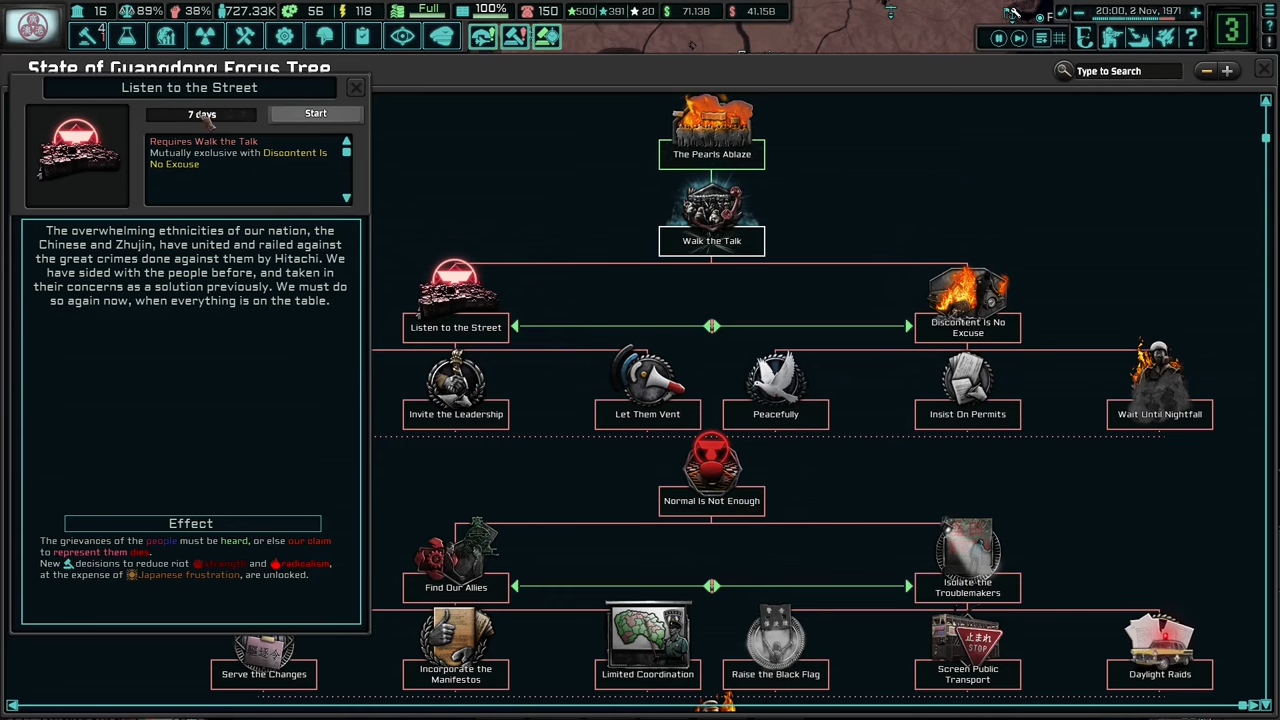 16
89%
38%
727.33K
56
118
Full
100%
150
500
391
20
71.13B
41.15B
20:00, 2 Nov, 1971
3
4
State of Guangdong Focus Tree
Type to Search
Listen to the Street
7 days
Start
Requires Walk the Talk
Mutually exclusive with Discontent Is
No Excuse
The overwhelming ethnicities of our nation, the
Chinese and Zhujin, have united and railed against
the great crimes done against them by Hitachi. We
have sided with the people before, and taken in
their concerns as a solution previously. We must do
so again now, when everything is on the table.
Effect
The grievances of the people must be heard, or else our claim
to represent them dies.
New decisions to reduce riot strength and radicalism,
at the expense of Japanese frustration, are unlocked.
The Pearls Ablaze
Walk the Talk
Listen to the Street
Discontent Is
No Excuse
Invite the Leadership
Let Them Vent
Peacefully
Insist On Permits
Wait Until Nightfall
Normal Is Not Enough
Find Our Allies
Isolate the
Troublemakers
止まれ
STOP
Serve the Changes
Incorporate the
Manifestos
Limited Coordination
Raise the Black Flag
Screen Public
Transport
Daylight Raids